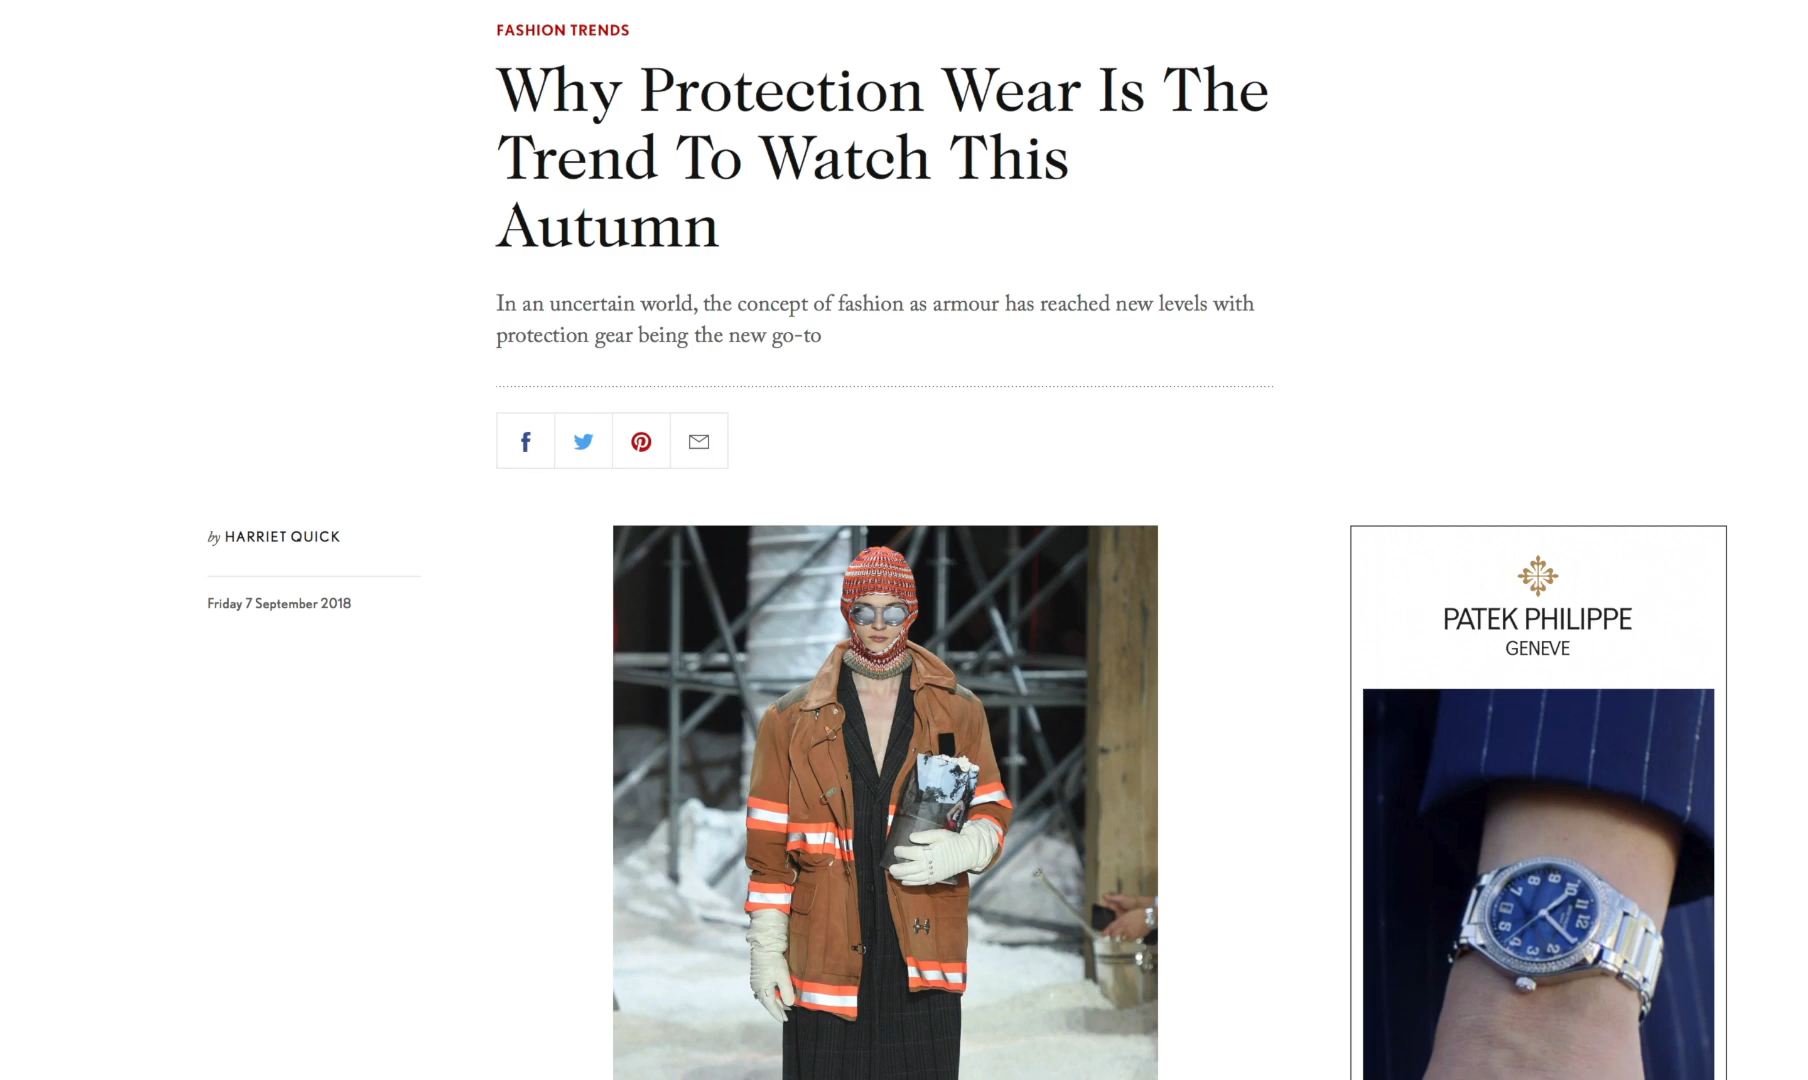 FASHION TRENDS
Why Protection Wear Is The
Trend To Watch This
Autumn
In an uncertain world, the concept of fashion as armour has reached new levels with
protection gear being the new go-to
by HARRIET QUICK
Friday 7 September 2018
PATEK PHILIPPE
GENEVE